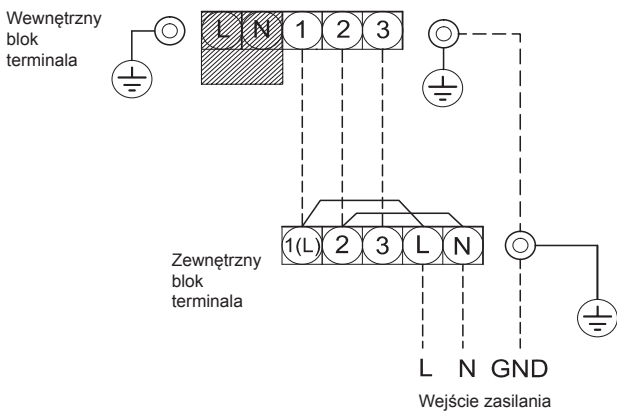 Wewnętrzny
blok
terminala
L N 1 2 3
Zewnętrzny
blok
terminala
1(L) 2 3 L N
L N GND
Wejście zasilania